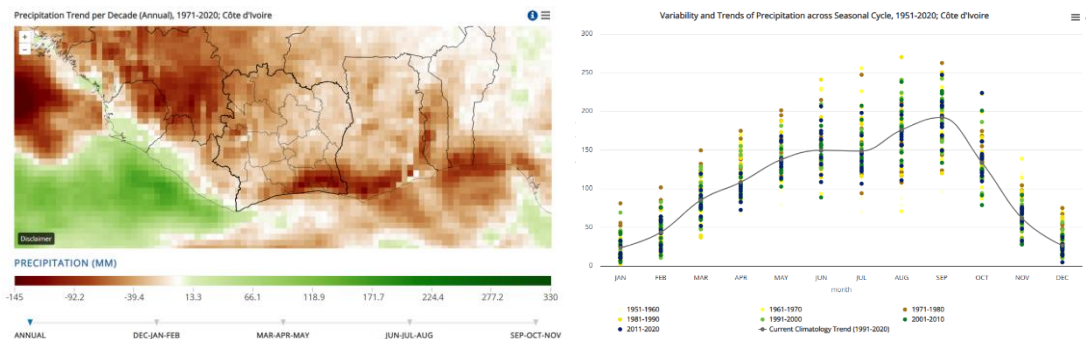 Precipitation Trend per Decade (Annual), 1971-2020; Côte d'Ivoire
+
−
Disclaimer
PRECIPITATION (MM)
-145 -92.2 -39.4 13.3 66.1 118.9 171.7 224.4 277.2 330
ANNUAL DEC-JAN-FEB MAR-APR-MAY JUN-JUL-AUG SEP-OCT-NOV
Variability and Trends of Precipitation across Seasonal Cycle, 1951-2020; Côte d'Ivoire
300
250
200
150
100
50
0
JAN FEB MAR APR MAY JUN JUL AUG SEP OCT NOV DEC
month
1951-1960 1961-1970 1971-1980
1981-1990 1991-2000 2001-2010
2011-2020 Current Climatology Trend (1991-2020)